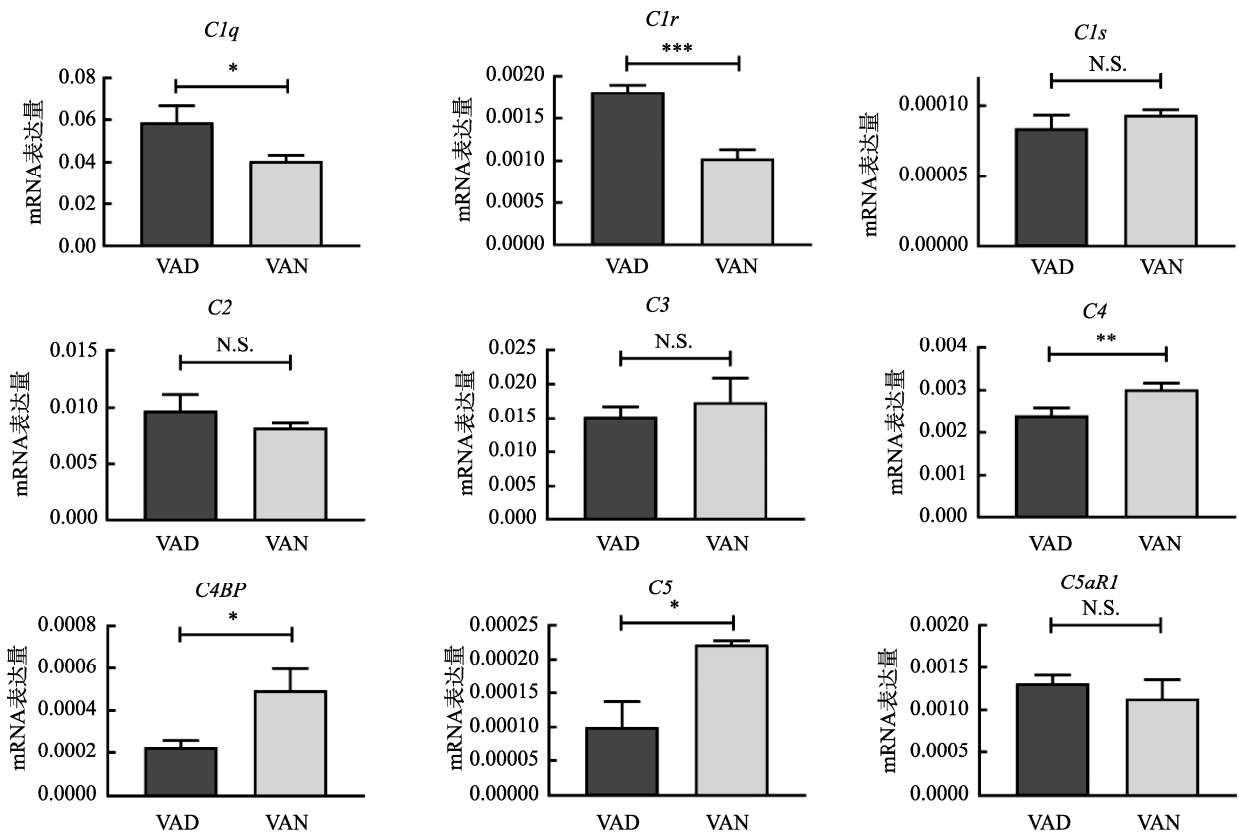 C1q
*
mRNA表达量
0.08
0.06
0.04
0.02
0.00
VAD VAN
C1r
***
mRNA表达量
0.0020
0.0015
0.0010
0.0005
0.0000
VAD VAN
C1s
N.S.
mRNA表达量
0.00010
0.00005
0.00000
VAD VAN
C2
N.S.
mRNA表达量
0.015
0.010
0.005
0.000
VAD VAN
C3
N.S.
mRNA表达量
0.025
0.020
0.015
0.010
0.005
0.000
VAD VAN
C4
**
mRNA表达量
0.004
0.003
0.002
0.001
0.000
VAD VAN
C4BP
*
mRNA表达量
0.0008
0.0006
0.0004
0.0002
0.0000
VAD VAN
C5
*
mRNA表达量
0.00025
0.00020
0.00015
0.00010
0.00005
0.00000
VAD VAN
C5aR1
N.S.
mRNA表达量
0.0020
0.0015
0.0010
0.0005
0.0000
VAD VAN